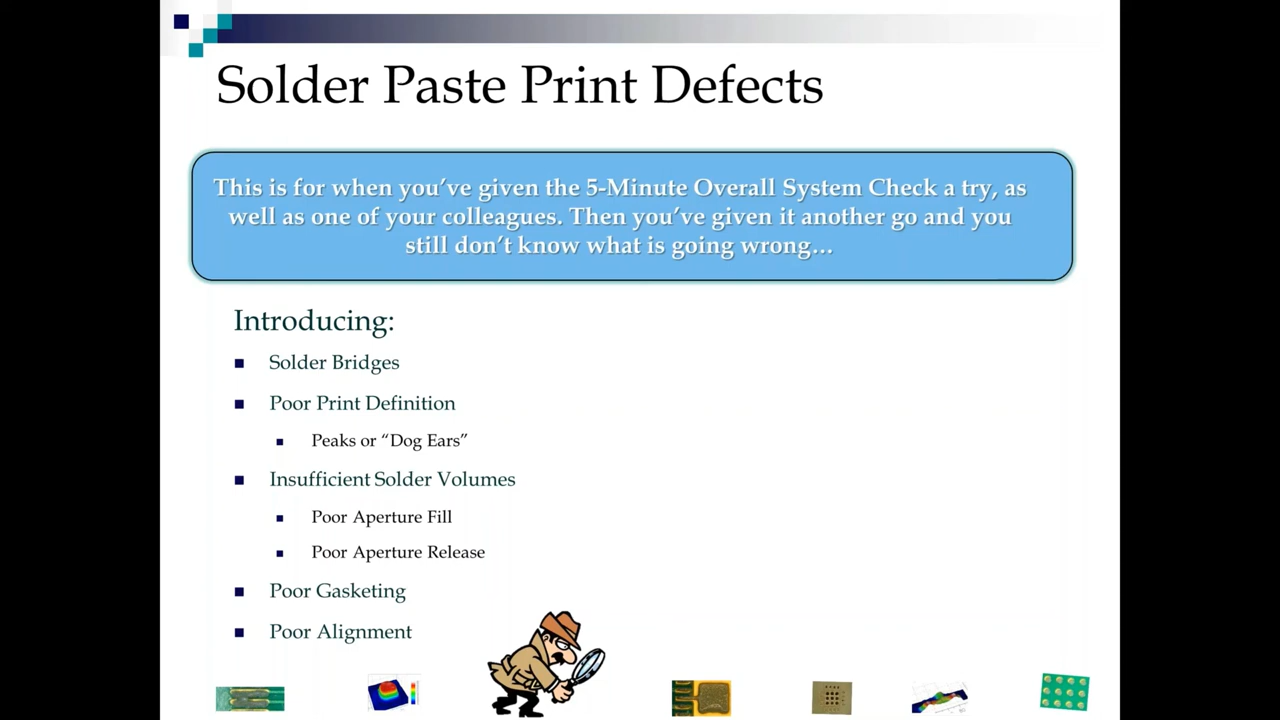 Solder Paste Print Defects
This is for when you’ve given the 5-Minute Overall System Check a try, as
well as one of your colleagues. Then you’ve given it another go and you
still don’t know what is going wrong…
Introducing:
Solder Bridges
Poor Print Definition
Peaks or “Dog Ears”
Insufficient Solder Volumes
Poor Aperture Fill
Poor Aperture Release
Poor Gasketing
Poor Alignment